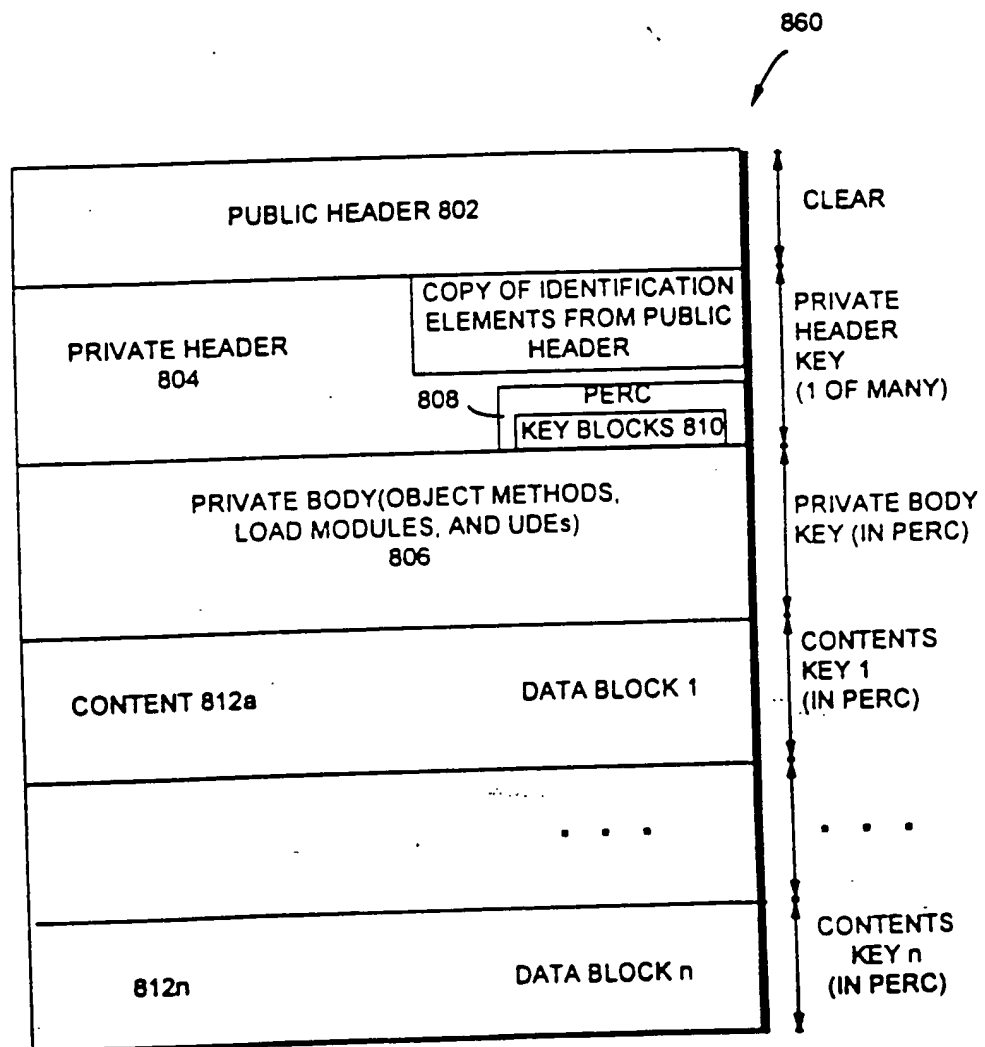 860
PUBLIC HEADER 802
CLEAR
COPY OF IDENTIFICATION
ELEMENTS FROM PUBLIC
HEADER
PRIVATE HEADER
804
808
PERC
KEY BLOCKS 810
PRIVATE
HEADER
KEY
(1 OF MANY)
PRIVATE BODY(OBJECT METHODS,
LOAD MODULES, AND UDEs)
806
PRIVATE BODY
KEY (IN PERC)
CONTENT 812a
DATA BLOCK 1
CONTENTS
KEY 1
(IN PERC)
. . .
. . .
812n
DATA BLOCK n
CONTENTS
KEY n
(IN PERC)